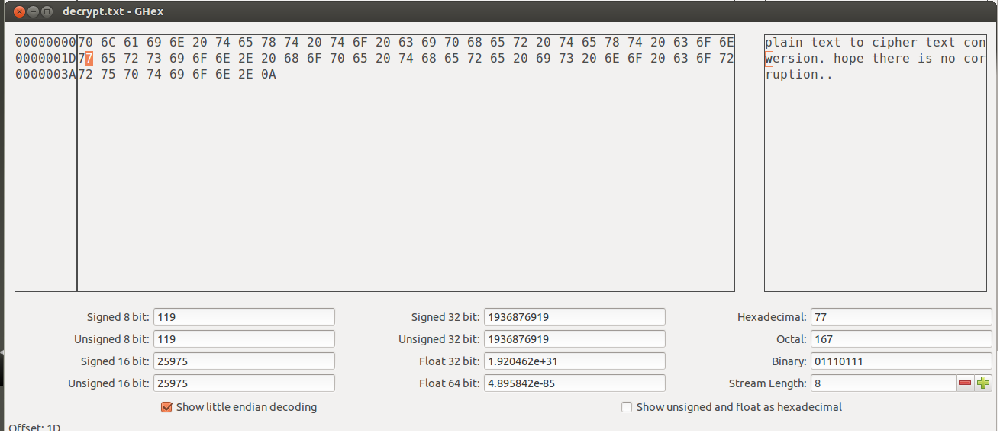 decrypt.txt - GHex
00000000 70 6C 61 69 6E 20 74 65 78 74 20 74 6F 20 63 69 70 68 65 72 20 74 65 78 74 20 63 6F 6E plain text to cipher text con
0000001D 77 65 72 73 69 6F 6E 2E 20 68 6F 70 65 20 74 68 65 72 65 20 69 73 20 6E 6F 20 63 6F 72 wersion. hope there is no cor
0000003A 72 75 70 74 69 6F 6E 2E 0A ruption..
Signed 8 bit: 119 Signed 32 bit: 1936876919 Hexadecimal: 77
Unsigned 8 bit: 119 Unsigned 32 bit: 1936876919 Octal: 167
Signed 16 bit: 25975 Float 32 bit: 1.920462e+31 Binary: 01110111
Unsigned 16 bit: 25975 Float 64 bit: 4.895842e-85 Stream Length: 8
Show little endian decoding Show unsigned and float as hexadecimal
Offset: 1D